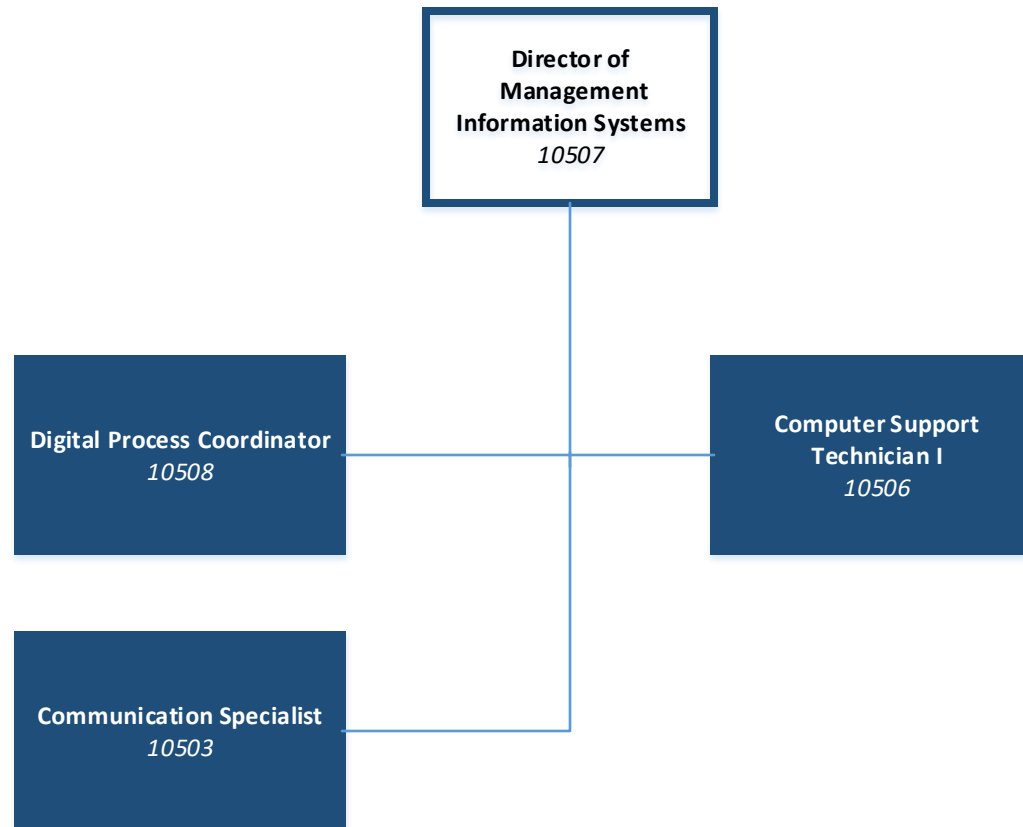 Director of
Management
Information Systems
10507
Digital Process Coordinator
10508
Computer Support
Technician I
10506
Communication Specialist
10503